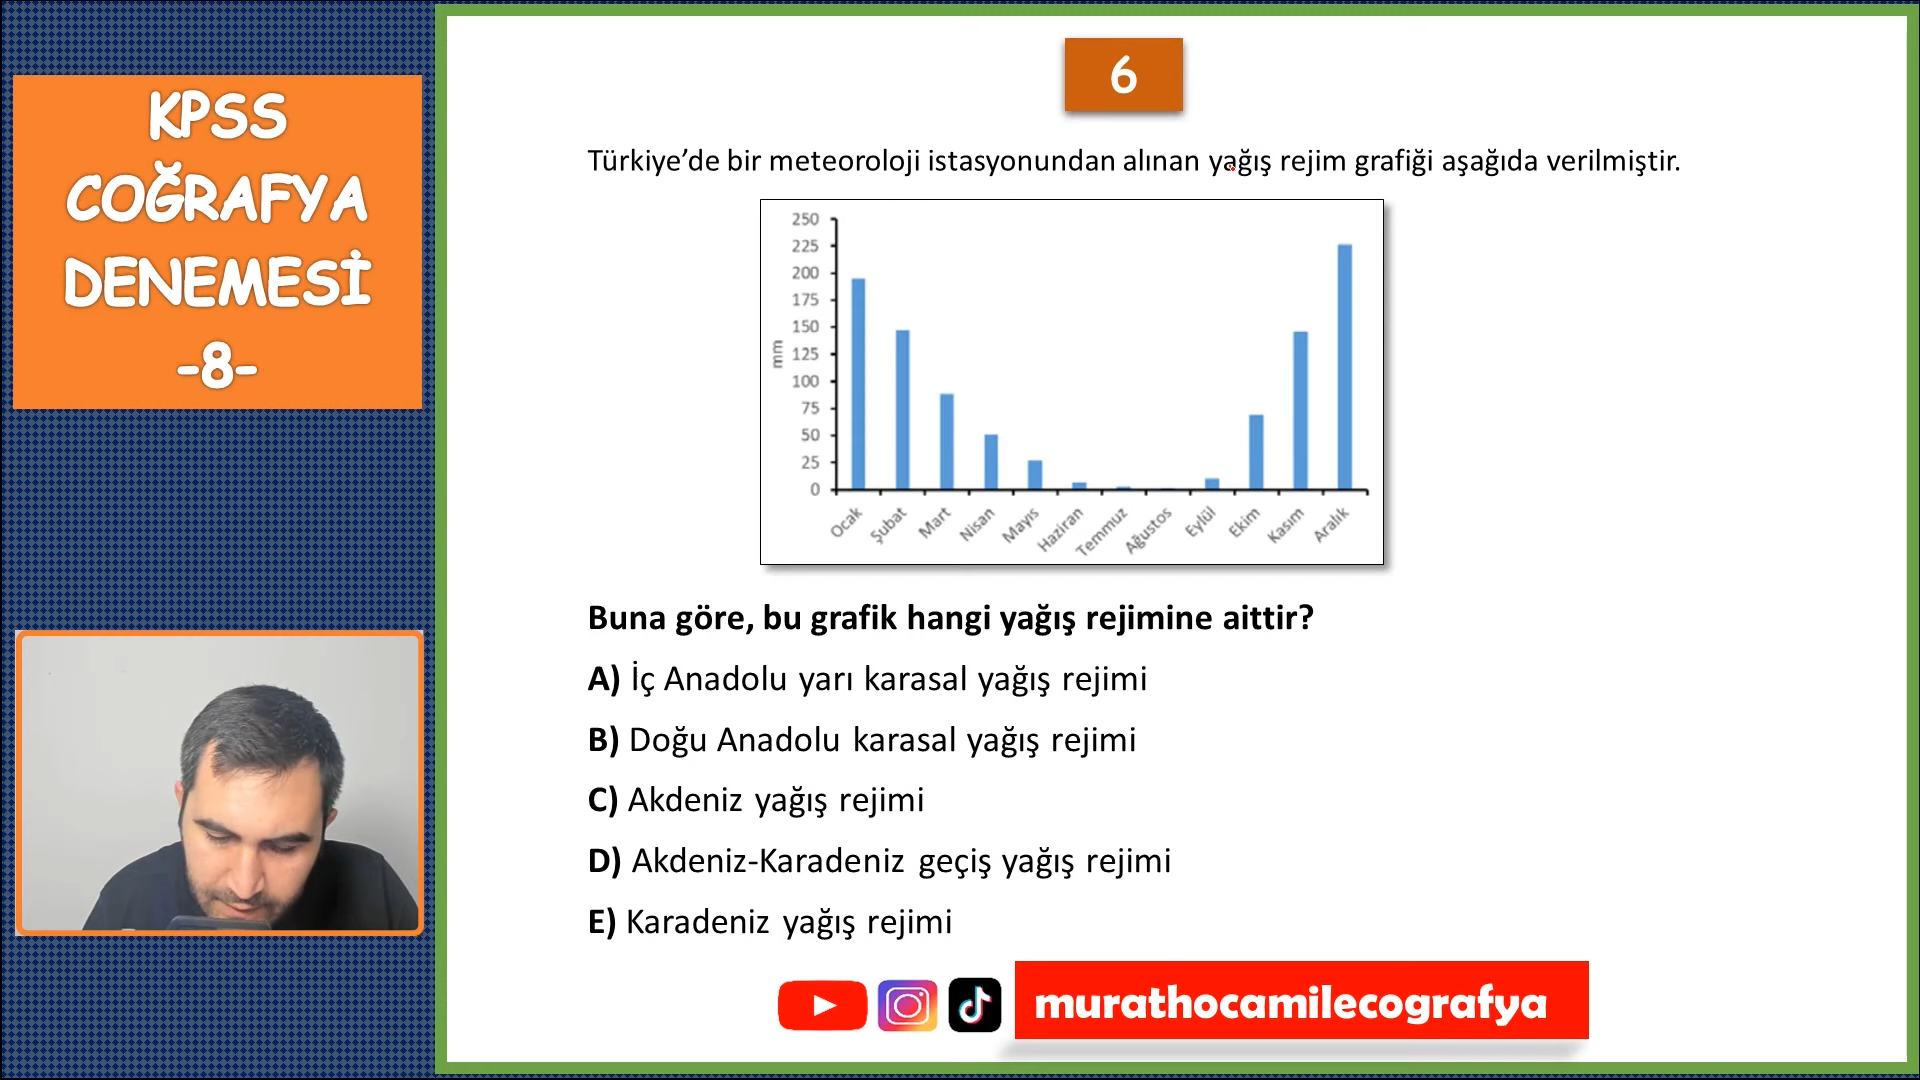 KPSS
COĞRAFYA
DENEMESİ
-8-
6
Türkiye’de bir meteoroloji istasyonundan alınan yağış rejim grafiği aşağıda verilmiştir.
250
225
200
175
150
125
100
75
50
25
0
mm
Ocak
Şubat
Mart
Nisan
Mayıs
Haziran
Temmuz
Ağustos
Eylül
Ekim
Kasım
Aralık
Buna göre, bu grafik hangi yağış rejimine aittir?
A) İç Anadolu yarı karasal yağış rejimi
B) Doğu Anadolu karasal yağış rejimi
C) Akdeniz yağış rejimi
D) Akdeniz-Karadeniz geçiş yağış rejimi
E) Karadeniz yağış rejimi
murathocamilecografya